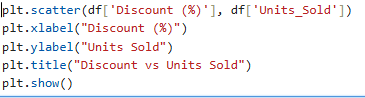 plt.scatter(df['Discount (%)'], df['Units_Sold'])
plt.xlabel("Discount (%)")
plt.ylabel("Units Sold")
plt.title("Discount vs Units Sold")
plt.show()